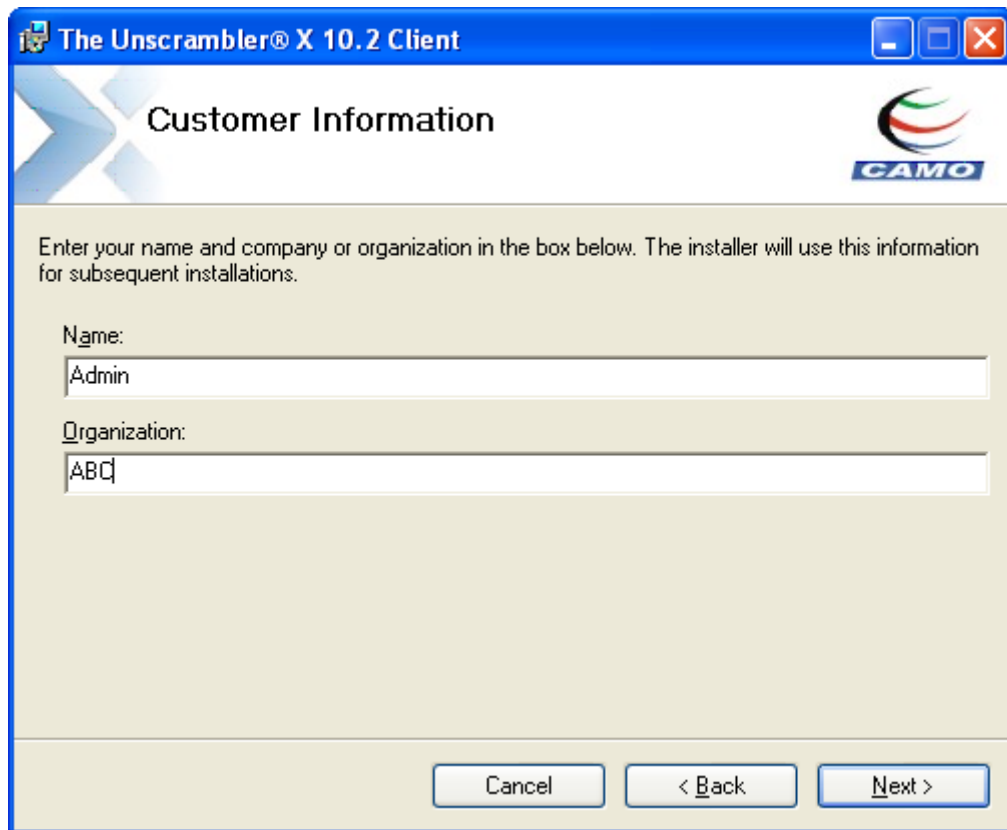 The Unscrambler® X 10.2 Client
Customer Information
CAMO
Enter your name and company or organization in the box below. The installer will use this information
for subsequent installations.
Name:
Admin
Organization:
ABC
Cancel
< Back
Next >